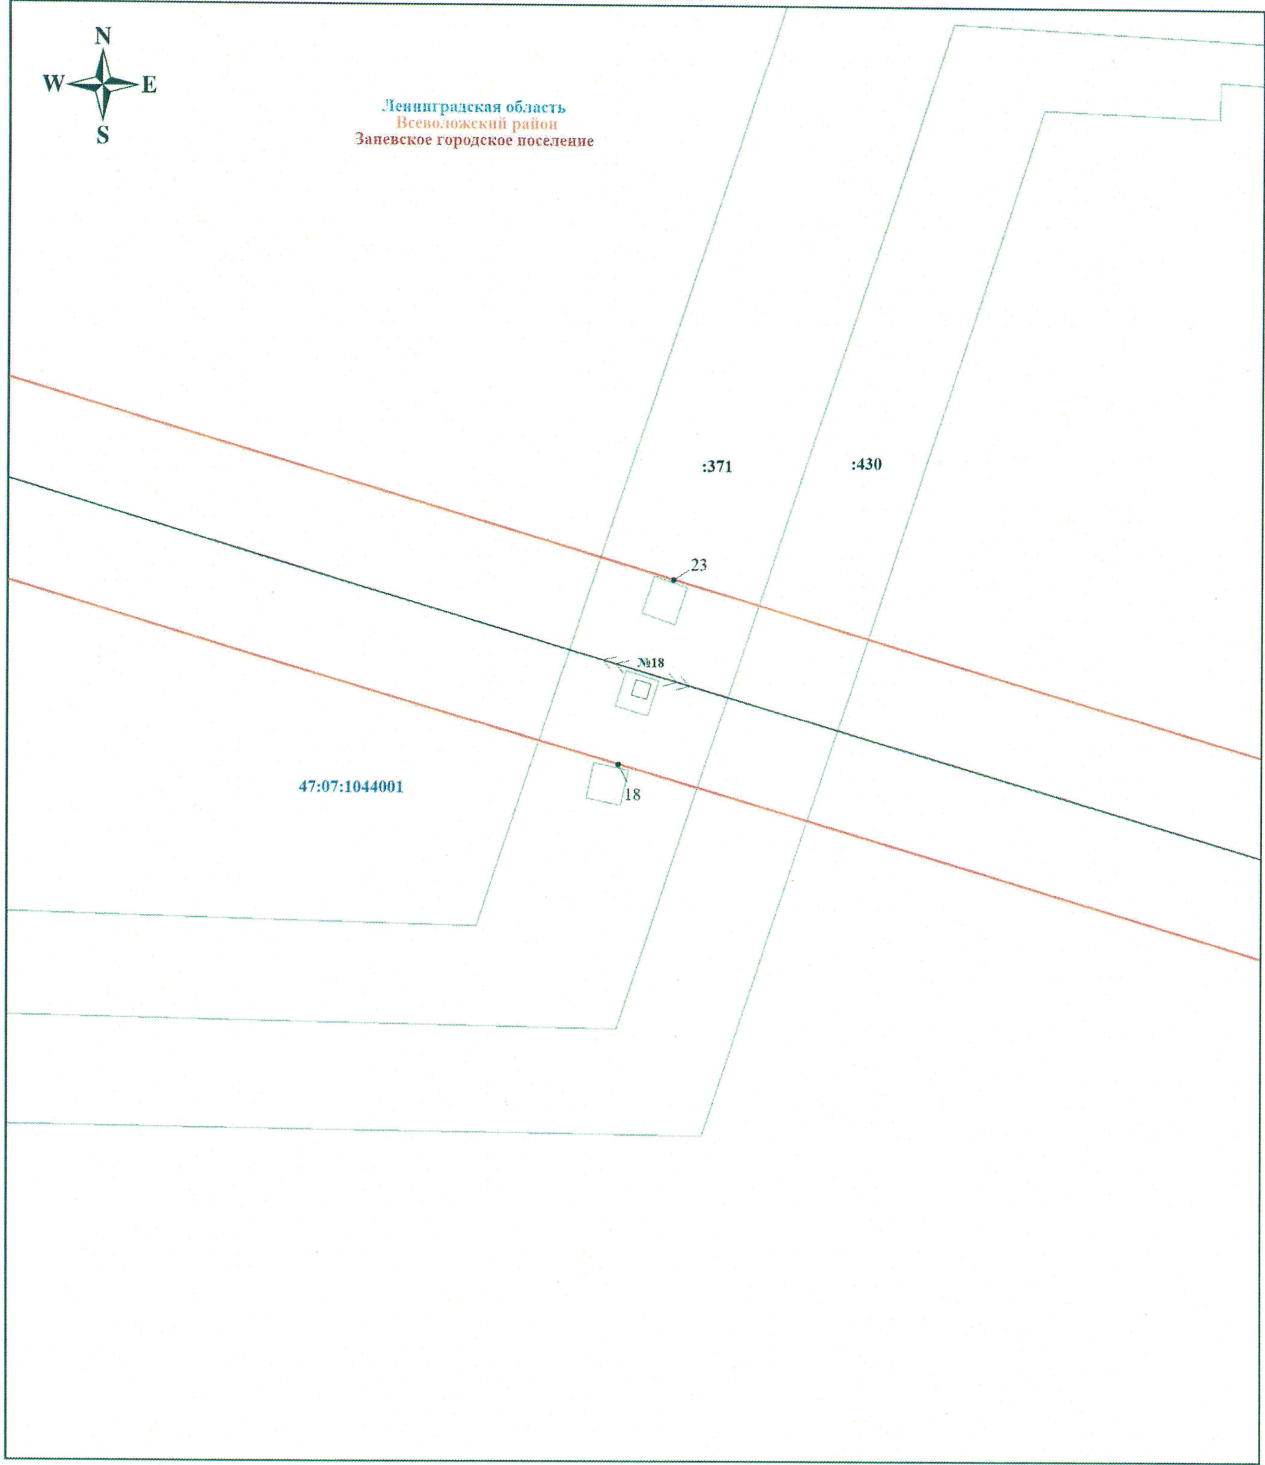 N
W E
S
Ленинградская область
Всеволожский район
Заневское городское поселение
:371
:430
23
№18
18
47:07:1044001